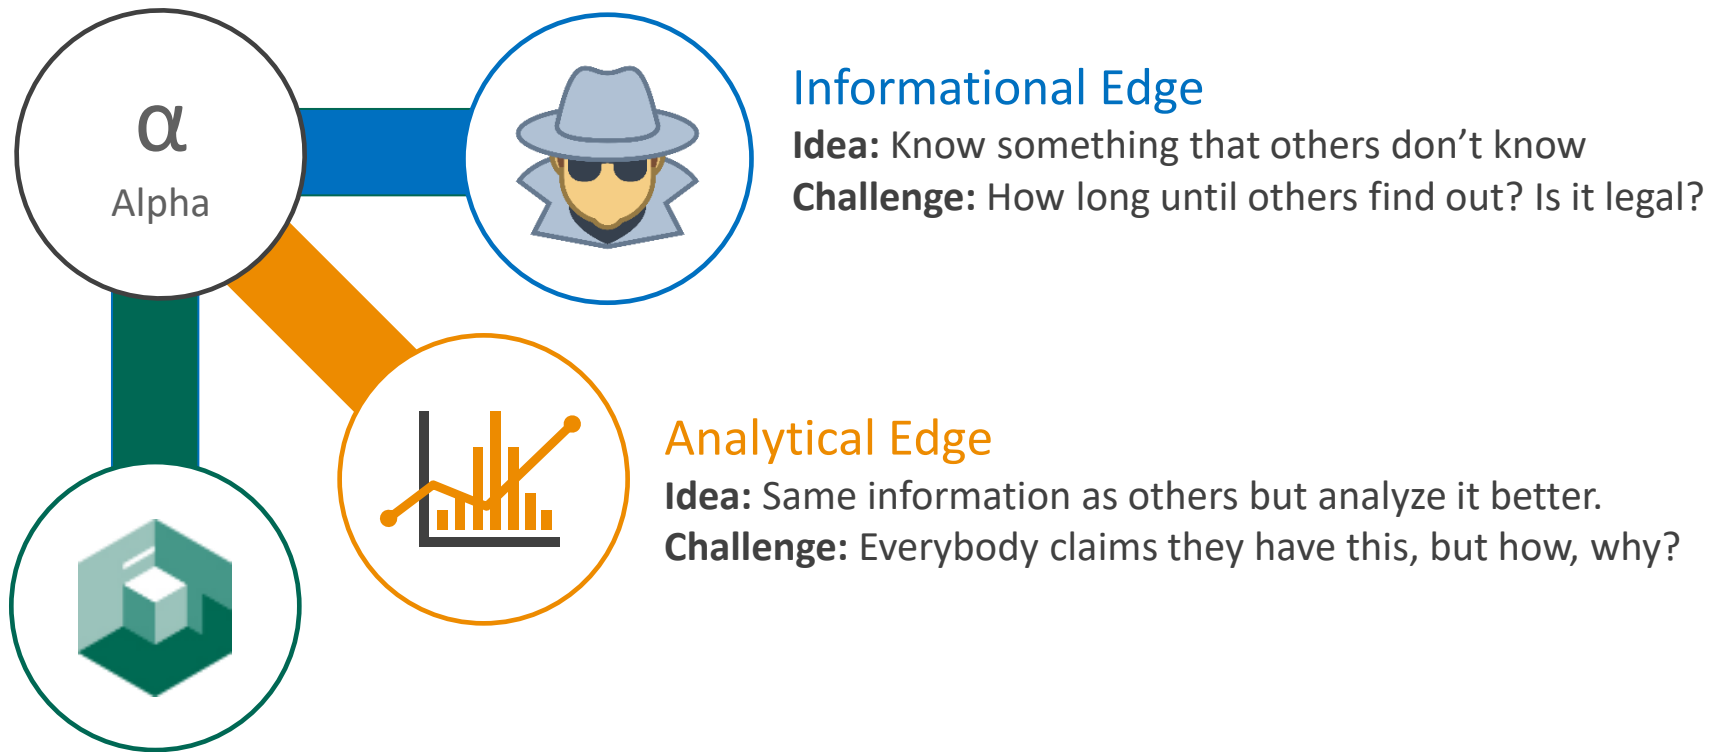 α
Alpha
Informational Edge
Idea: Know something that others don’t know
Challenge: How long until others find out? Is it legal?
Analytical Edge
Idea: Same information as others but analyze it better.
Challenge: Everybody claims they have this, but how, why?